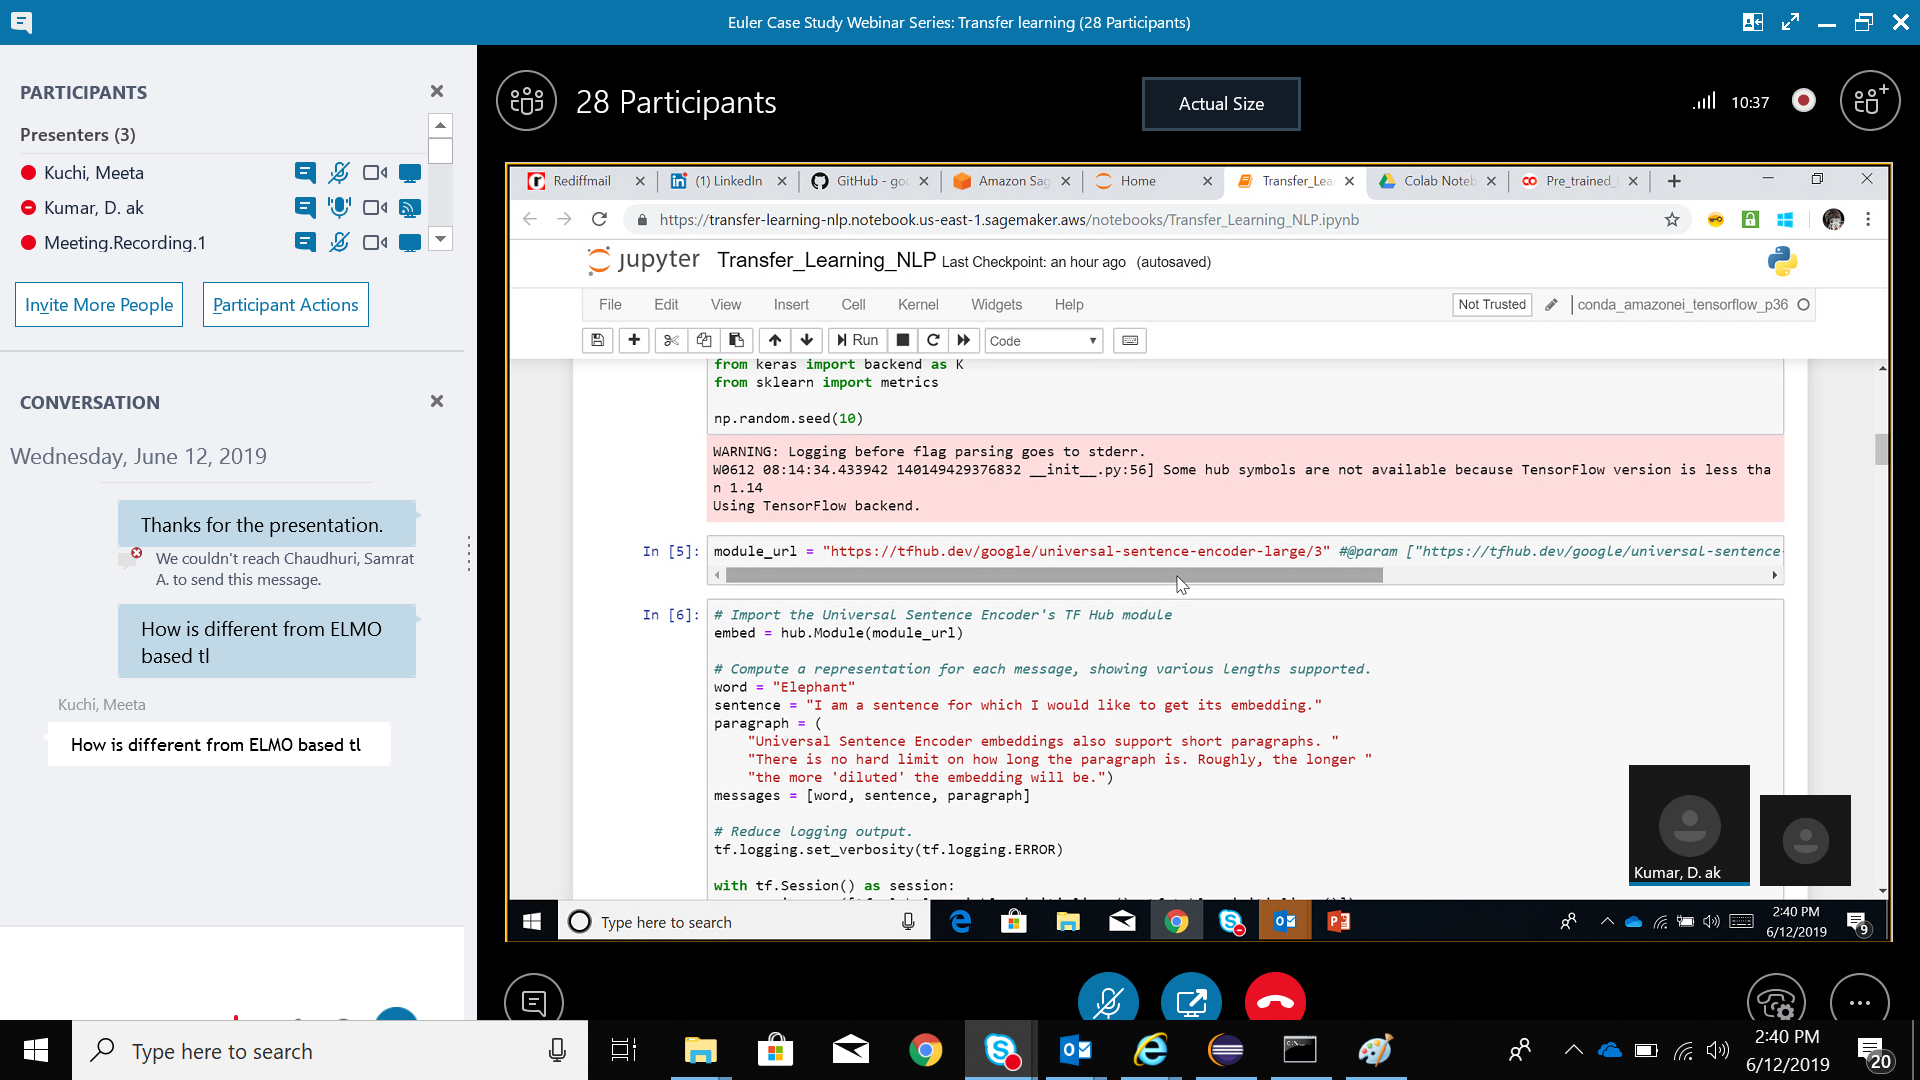 Euler Case Study Webinar Series: Transfer learning (28 Participants)
PARTICIPANTS
Presenters (3)
Kuchi, Meeta
Kumar, D. ak
Meeting.Recording.1
Invite More People
Participant Actions
CONVERSATION
Wednesday, June 12, 2019
Thanks for the presentation.
We couldn't reach Chaudhuri, Samrat
A. to send this message.
How is different from ELMO
based tl
Kuchi, Meeta
How is different from ELMO based tl
28 Participants
Actual Size
10:37
Rediffmail
(1) LinkedIn
GitHub - go
Amazon Sag
Home
Transfer_Lea
Colab Noteb
Pre_trained_
https://transfer-learning-nlp.notebook.us-east-1.sagemaker.aws/notebooks/Transfer_Learning_NLP.ipynb
jupyter Transfer_Learning_NLP Last Checkpoint: an hour ago (autosaved)
File Edit View Insert Cell Kernel Widgets Help
Not Trusted
conda_amazonei_tensorflow_p36
Run
Code
from keras import backend as K
from sklearn import metrics
np.random.seed(10)
WARNING: Logging before flag parsing goes to stderr.
W0612 08:14:34.433942 140149429376832 __init__.py:56] Some hub symbols are not available because TensorFlow version is less tha
n 1.14
Using TensorFlow backend.
In [5]: module_url = "https://tfhub.dev/google/universal-sentence-encoder-large/3" #@param ["https://tfhub.dev/google/universal-sentence-
In [6]: # Import the Universal Sentence Encoder's TF Hub module
embed = hub.Module(module_url)
# Compute a representation for each message, showing various lengths supported.
word = "Elephant"
sentence = "I am a sentence for which I would like to get its embedding."
paragraph = (
"Universal Sentence Encoder embeddings also support short paragraphs. "
"There is no hard limit on how long the paragraph is. Roughly, the longer "
"the more 'diluted' the embedding will be.")
messages = [word, sentence, paragraph]
# Reduce logging output.
tf.logging.set_verbosity(tf.logging.ERROR)
with tf.Session() as session:
Kumar, D. ak
Type here to search
2:40 PM
6/12/2019
9
Type here to search
2:40 PM
6/12/2019
20